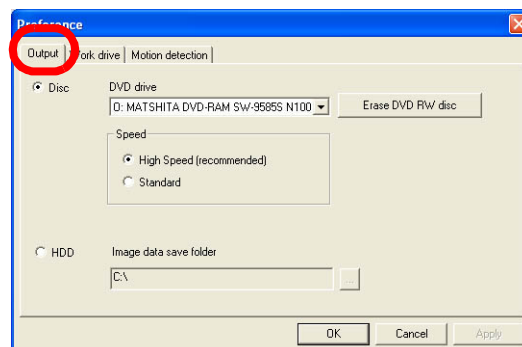 Preference
Output Work drive Motion detection
Disc
DVD drive
O: MATSHITA DVD-RAM SW-9585S N100
Erase DVD RW disc
Speed
High Speed (recommended)
Standard
HDD
Image data save folder
C:\
...
OK Cancel Apply